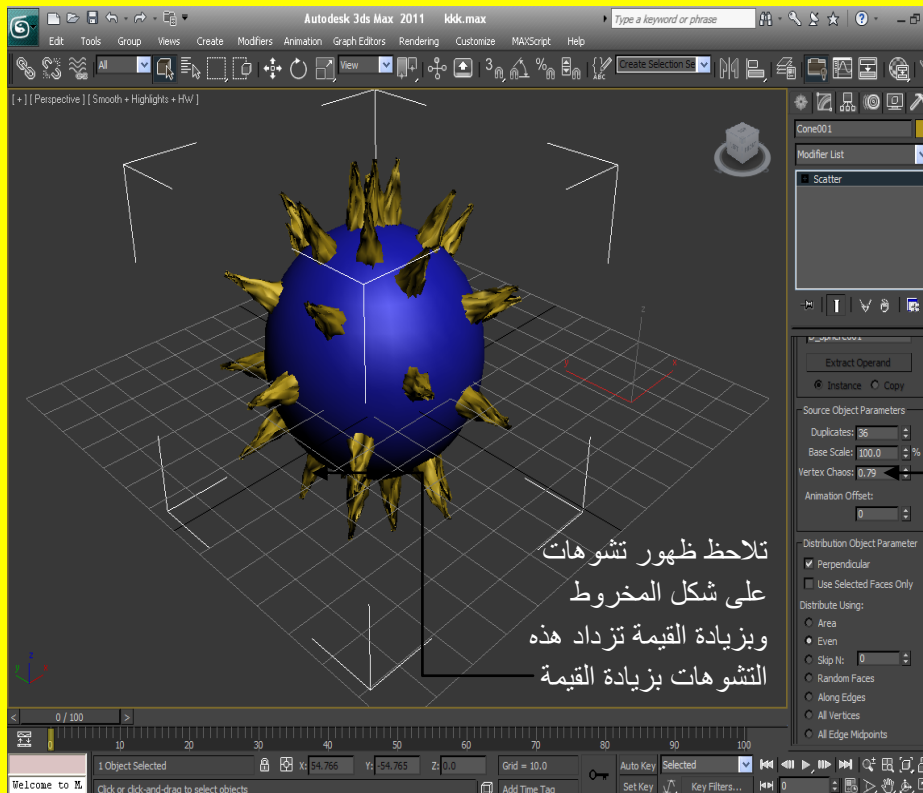 Autodesk 3ds Max 2011 kkk.max
Type a keyword or phrase
Edit Tools Group Views Create Modifiers Animation Graph Editors Rendering Customize MAXScript Help
All View Create Selection Se
[ + ] [ Perspective ] [ Smooth + Highlights + HW ]
Cone001
Modifier List
Scatter
D_Sphere001
Extract Operand
Instance Copy
Source Object Parameters
Duplicates: 36
Base Scale: 100.0 %
Vertex Chaos: 0.79
Animation Offset:
0
Distribution Object Parameter
Perpendicular
Use Selected Faces Only
Distribute Using:
Area
Even
Skip N: 0
Random Faces
Along Edges
All Vertices
All Edge Midpoints
تلاحظ ظهور تشوهات
على شكل المخروط
وبزيادة القيمة تزداد هذه
التشوهات بزيادة القيمة
z
x
y
z
0 / 100
0 10 20 30 40 50 60 70 80 90 100
1 Object Selected X: 54.766 Y: -54.765 Z: 0.0 Grid = 10.0 Auto Key Selected
Welcome to M Click or click-and-drag to select objects Add Time Tag Set Key Key Filters... 0